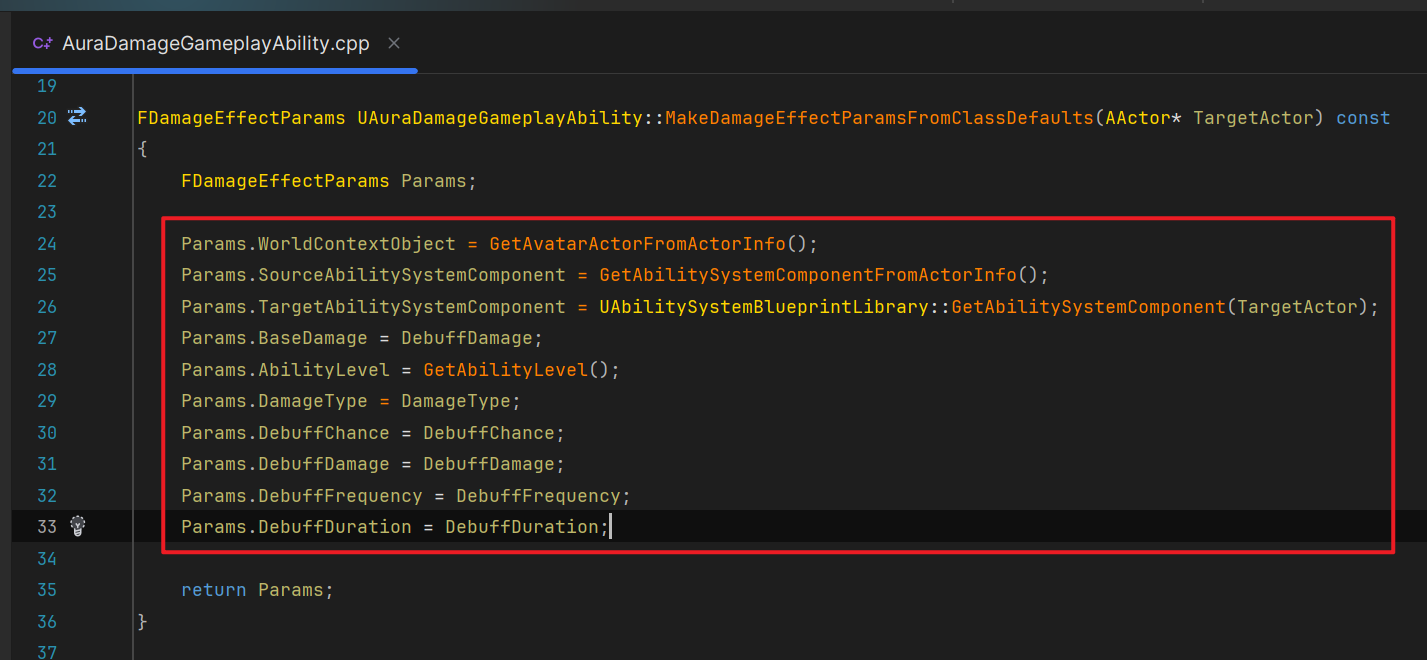 C++ AuraDamageGameplayAbility.cpp ×
19
20 FDamageEffectParams UAuraDamageGameplayAbility::MakeDamageEffectParamsFromClassDefaults(AActor* TargetActor) const
21 {
22 FDamageEffectParams Params;
23
24 Params.WorldContextObject = GetAvatarActorFromActorInfo();
25 Params.SourceAbilitySystemComponent = GetAbilitySystemComponentFromActorInfo();
26 Params.TargetAbilitySystemComponent = UAbilitySystemBlueprintLibrary::GetAbilitySystemComponent(TargetActor);
27 Params.BaseDamage = DebuffDamage;
28 Params.AbilityLevel = GetAbilityLevel();
29 Params.DamageType = DamageType;
30 Params.DebuffChance = DebuffChance;
31 Params.DebuffDamage = DebuffDamage;
32 Params.DebuffFrequency = DebuffFrequency;
33 Params.DebuffDuration = DebuffDuration;
34
35 return Params;
36 }
37